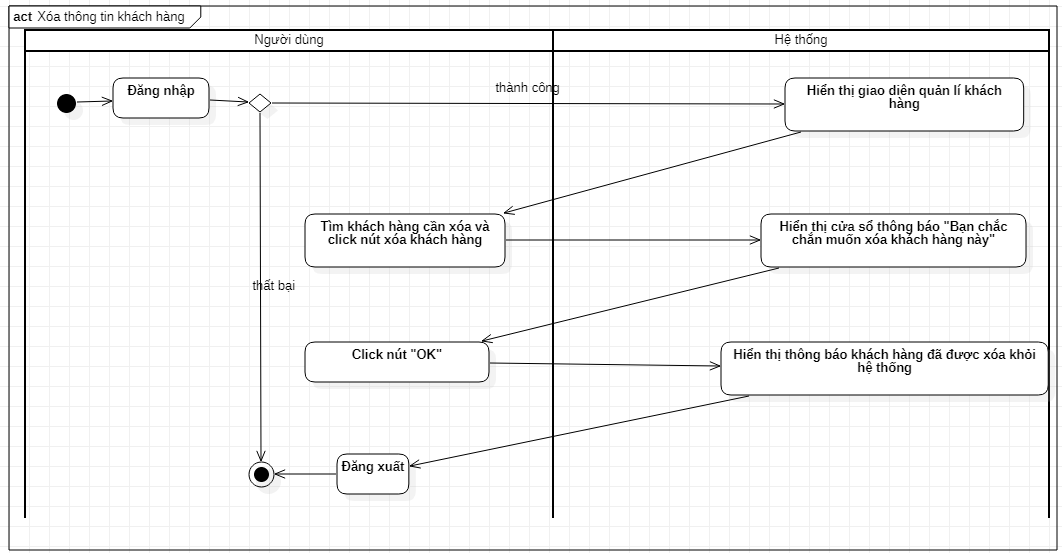 act Xóa thông tin khách hàng
Người dùng
Hệ thống
Đăng nhập
thành công
Hiển thị giao diện quản lí khách
hàng
Tìm khách hàng cần xóa và
click nút xóa khách hàng
Hiển thị cửa sổ thông báo "Bạn chắc
chắn muốn xóa khách hàng này"
thất bại
Click nút "OK"
Hiển thị thông báo khách hàng đã được xóa khỏi
hệ thống
Đăng xuất